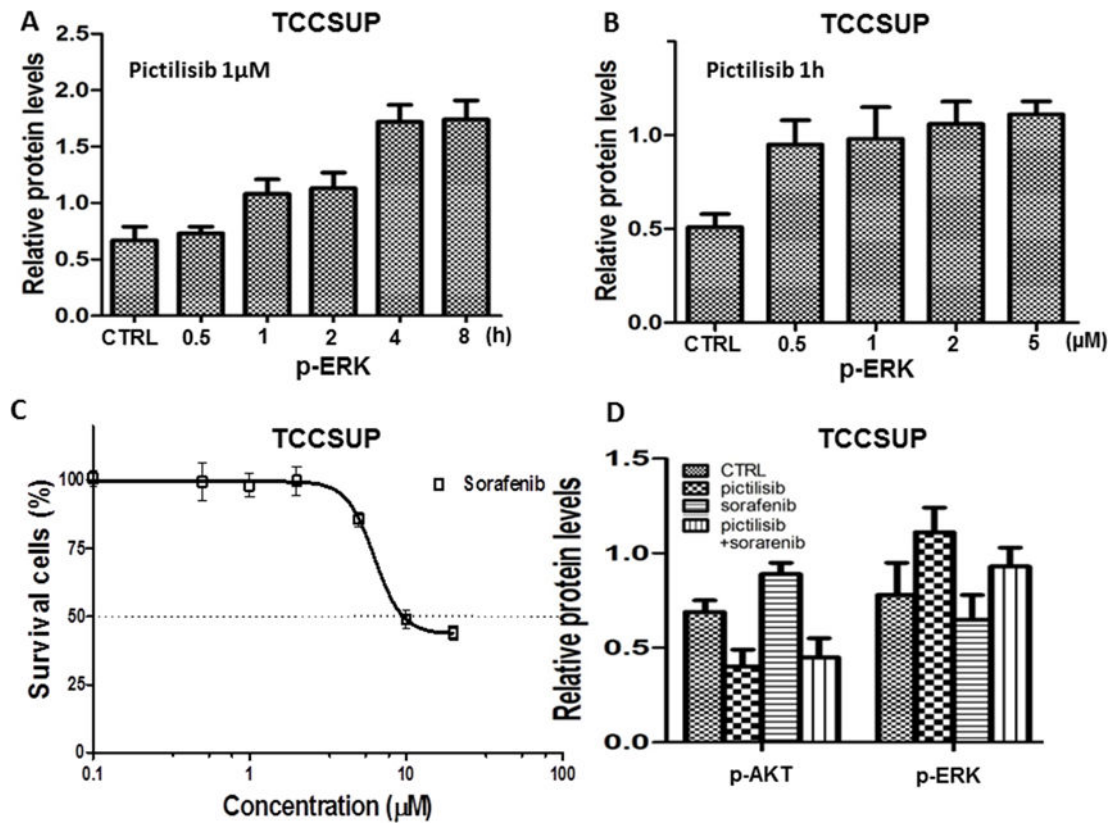 A
TCCSUP
Pictilisib 1μM
Relative protein levels
2.5
2.0
1.5
1.0
0.5
0.0
CTRL 0.5 1 2 4 8 (h)
p-ERK
B
TCCSUP
Pictilisib 1h
Relative protein levels
1.0
0.5
0.0
CTRL 0.5 1 2 5 (μM)
p-ERK
C
TCCSUP
Sorafenib
Survival cells (%)
100
75
50
25
0
0.1 1 10 100
Concentration (μM)
D
TCCSUP
Relative protein levels
1.5
1.0
0.5
0.0
CTRL
pictilisib
sorafenib
pictilisib
+sorafenib
p-AKT p-ERK